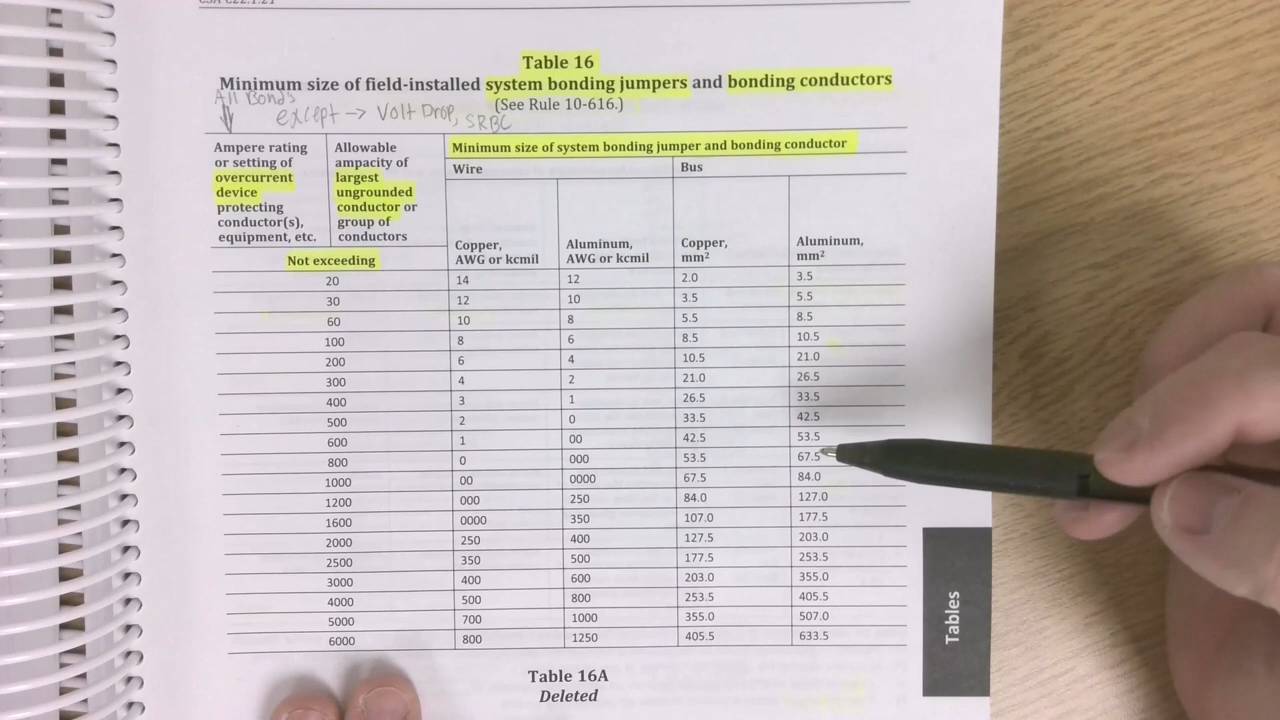 CSA C22.1:21
Table 16
Minimum size of field-installed system bonding jumpers and bonding conductors
(See Rule 10-616.)
All Bonds
except → Volt Drop, SRBC
Ampere rating
or setting of
overcurrent
device
protecting
conductor(s),
equipment, etc.
Allowable
ampacity of
largest
ungrounded
conductor or
group of
conductors
Not exceeding
Minimum size of system bonding jumper and bonding conductor
Wire Bus
Copper,
AWG or kcmil
Aluminum,
AWG or kcmil
Copper,
mm²
Aluminum,
mm²
20 14 12 2.0 3.5
30 12 10 3.5 5.5
60 10 8 5.5 8.5
100 8 6 8.5 10.5
200 6 4 10.5 21.0
300 4 2 21.0 26.5
400 3 1 26.5 33.5
500 2 0 33.5 42.5
600 1 00 42.5 53.5
800 0 000 53.5 67.5
1000 00 0000 67.5 84.0
1200 000 250 84.0 127.0
1600 0000 350 107.0 177.5
2000 250 400 127.5 203.0
2500 350 500 177.5 253.5
3000 400 600 203.0 355.0
4000 500 800 253.5 405.5
5000 700 1000 355.0 507.0
6000 800 1250 405.5 633.5
Table 16A
Deleted
Tables